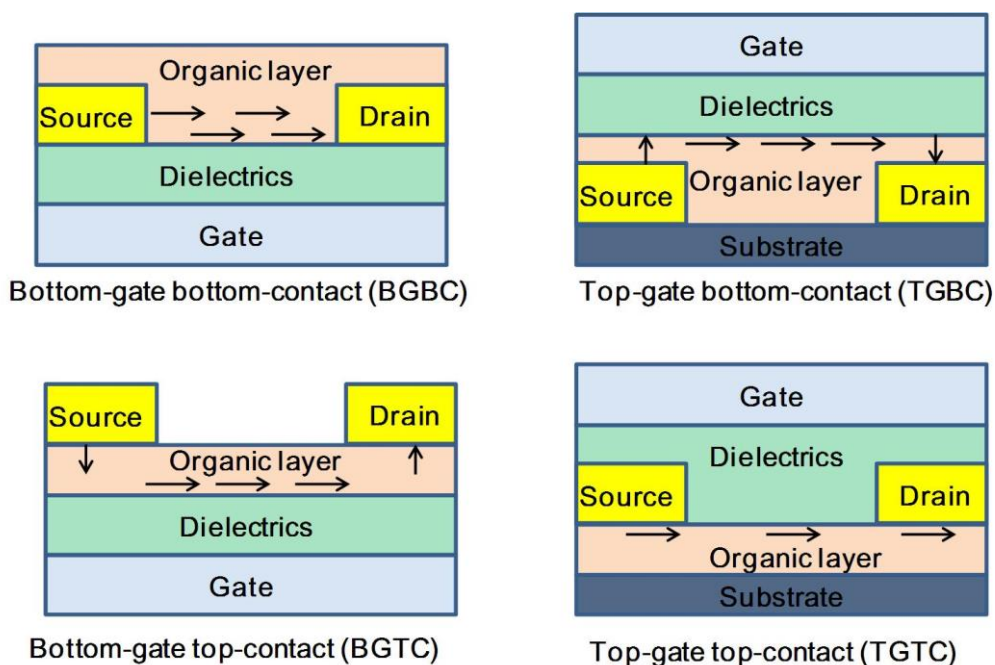 Organic layer
Source
Drain
Dielectrics
Gate
Bottom-gate bottom-contact (BGBC)
Gate
Dielectrics
Source
Organic layer
Drain
Substrate
Top-gate bottom-contact (TGBC)
Source
Drain
Organic layer
Dielectrics
Gate
Bottom-gate top-contact (BGTC)
Gate
Dielectrics
Source
Drain
Organic layer
Substrate
Top-gate top-contact (TGTC)